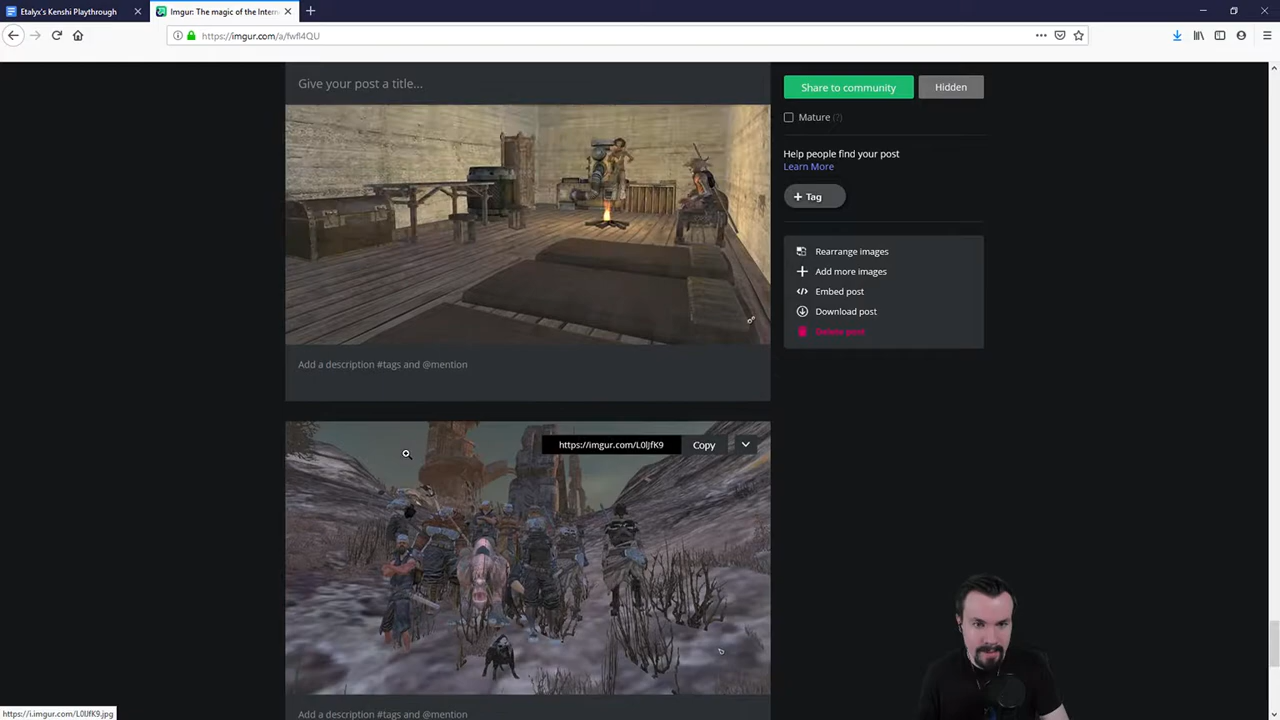 Etalyx's Kenshi Playthrough
Imgur: The magic of the Intern
https://imgur.com/a/fwfl4QU
Give your post a title...
Share to community
Hidden
Mature (?)
Help people find your post
Learn More
+ Tag
Rearrange images
Add more images
Embed post
Download post
Delete post
Add a description #tags and @mention
https://imgur.com/L0lJfK9
Copy
Add a description #tags and @mention
https://i.imgur.com/L0lJfK9.jpg